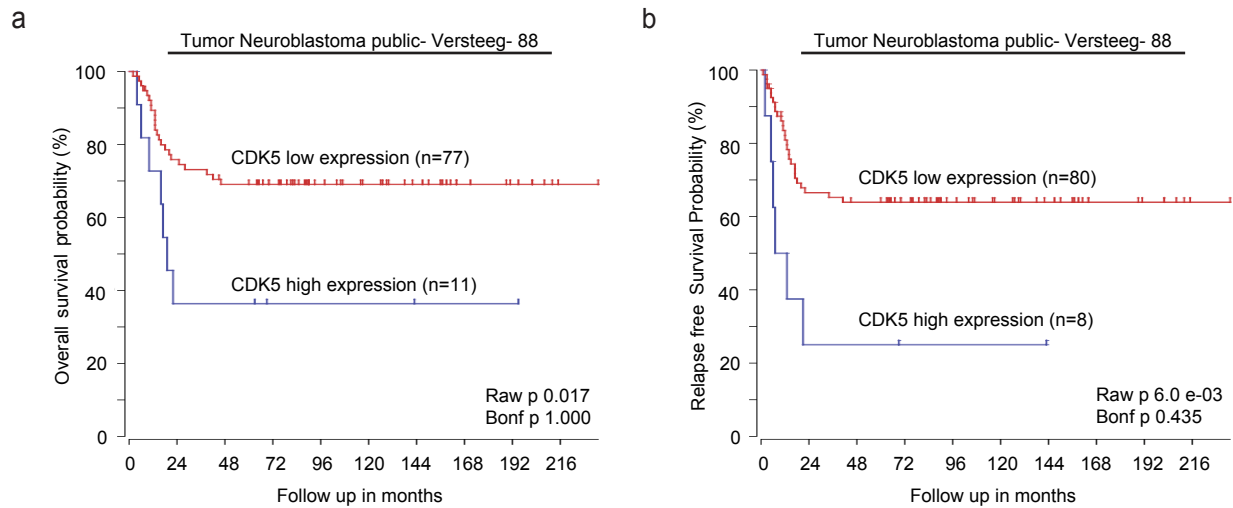 a
Tumor Neuroblastoma public- Versteeg- 88
Overall survival probability (%)
100
80
60
40
20
0
CDK5 low expression (n=77)
CDK5 high expression (n=11)
Raw p 0.017
Bonf p 1.000
0 24 48 72 96 120 144 168 192 216
Follow up in months
b
Tumor Neuroblastoma public- Versteeg- 88
Relapse free Survival Probability (%)
100
80
60
40
20
0
CDK5 low expression (n=80)
CDK5 high expression (n=8)
Raw p 6.0 e-03
Bonf p 0.435
0 24 48 72 96 120 144 168 192 216
Follow up in months